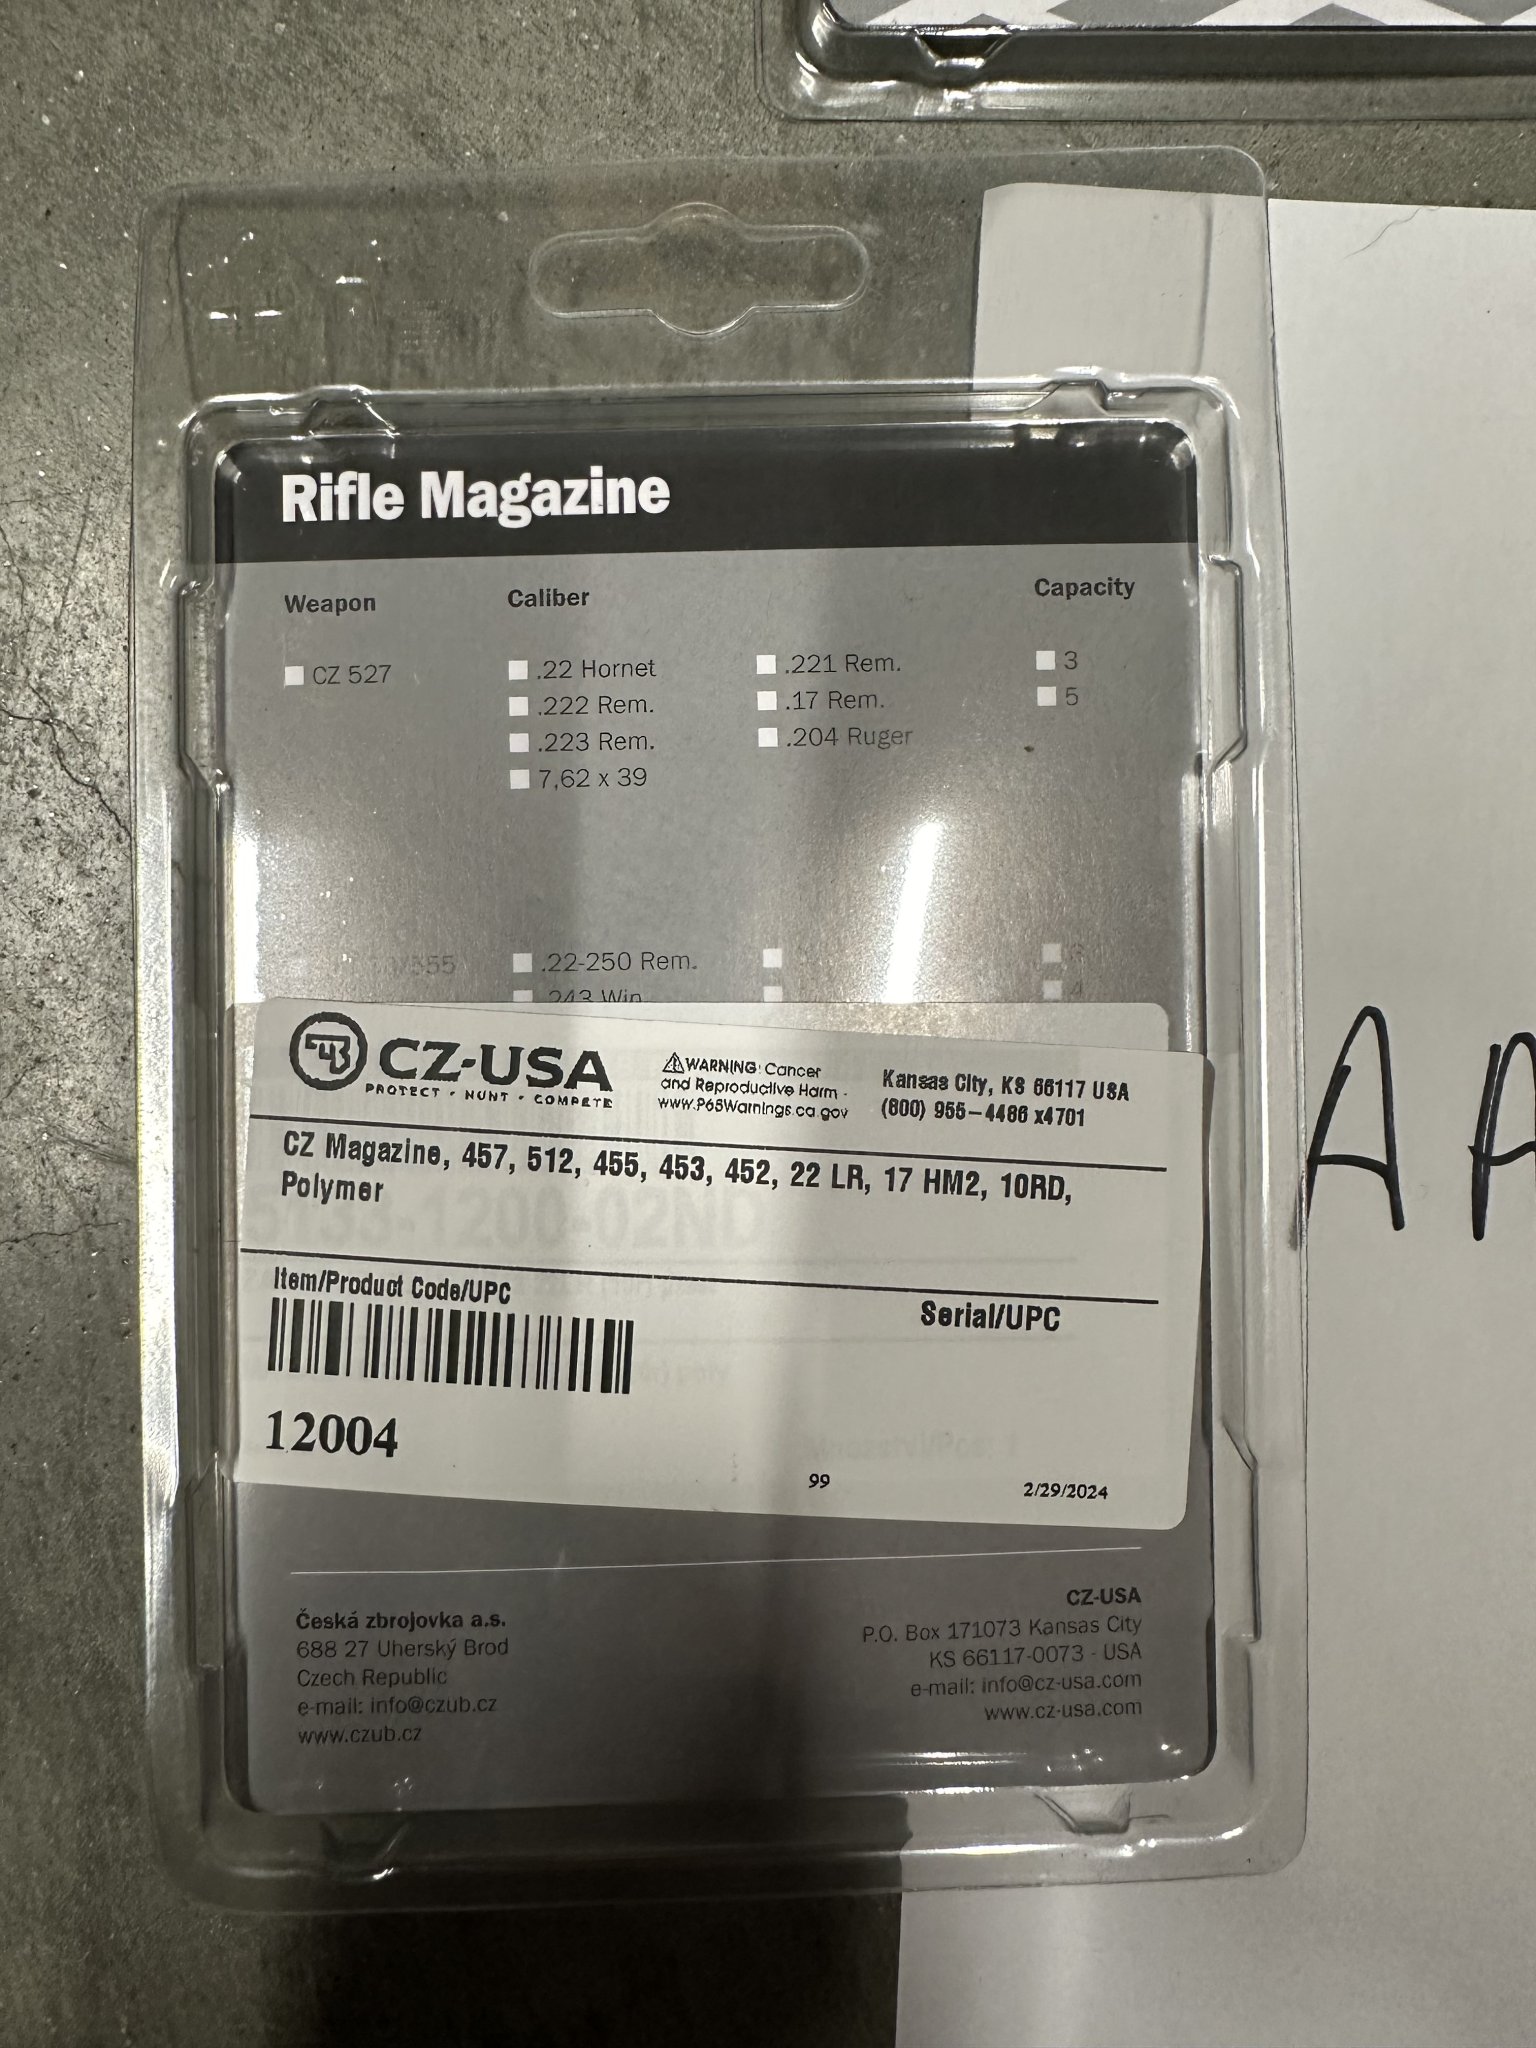 Rifle Magazine
Weapon Caliber Capacity
CZ 527 .22 Hornet .221 Rem. 3
.222 Rem. .17 Rem. 5
.223 Rem. .204 Ruger
7,62 x 39
.22-250 Rem.
.243 Win. 4
CZ-USA
PROTECT · HUNT · COMPETE
WARNING: Cancer
and Reproductive Harm -
www.P65Warnings.ca.gov
Kansas City, KS 66117 USA
(800) 955-4486 x4701
CZ Magazine, 457, 512, 455, 453, 452, 22 LR, 17 HM2, 10RD,
Polymer
Item/Product Code/UPC
Serial/UPC
12004
99 2/29/2024
Česká zbrojovka a.s.
688 27 Uherský Brod
Czech Republic
e-mail: info@czub.cz
www.czub.cz
CZ-USA
P.O. Box 171073 Kansas City
KS 66117-0073 - USA
e-mail: info@cz-usa.com
www.cz-usa.com
A A